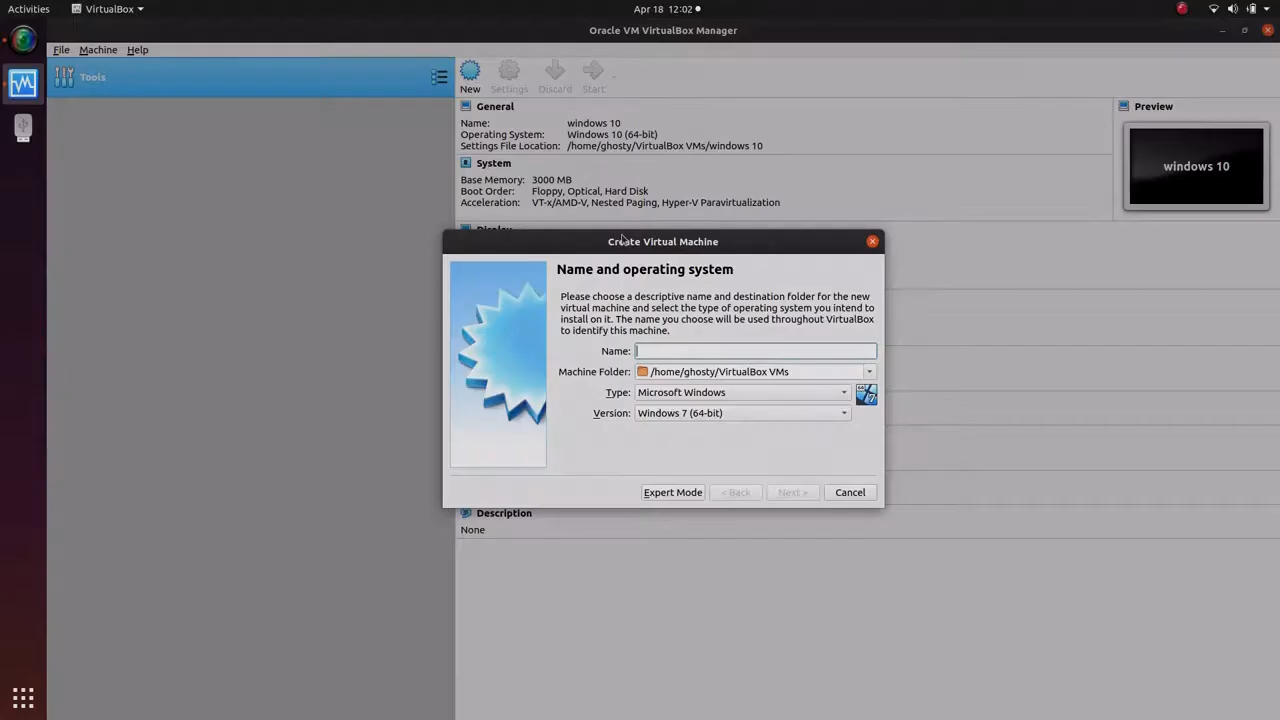 Activities VirtualBox Apr 18 12:02
Oracle VM VirtualBox Manager
File Machine Help
Tools
New Settings Discard Start
General
Name: windows 10
Operating System: Windows 10 (64-bit)
Settings File Location: /home/ghosty/VirtualBox VMs/windows 10
System
Base Memory: 3000 MB
Boot Order: Floppy, Optical, Hard Disk
Acceleration: VT-x/AMD-V, Nested Paging, Hyper-V Paravirtualization
Preview
windows 10
Display
Create Virtual Machine
Name and operating system
Please choose a descriptive name and destination folder for the new
virtual machine and select the type of operating system you intend to
install on it. The name you choose will be used throughout VirtualBox
to identify this machine.
Name:
Machine Folder: /home/ghosty/VirtualBox VMs
Type: Microsoft Windows
Version: Windows 7 (64-bit)
Expert Mode < Back Next > Cancel
Description
None